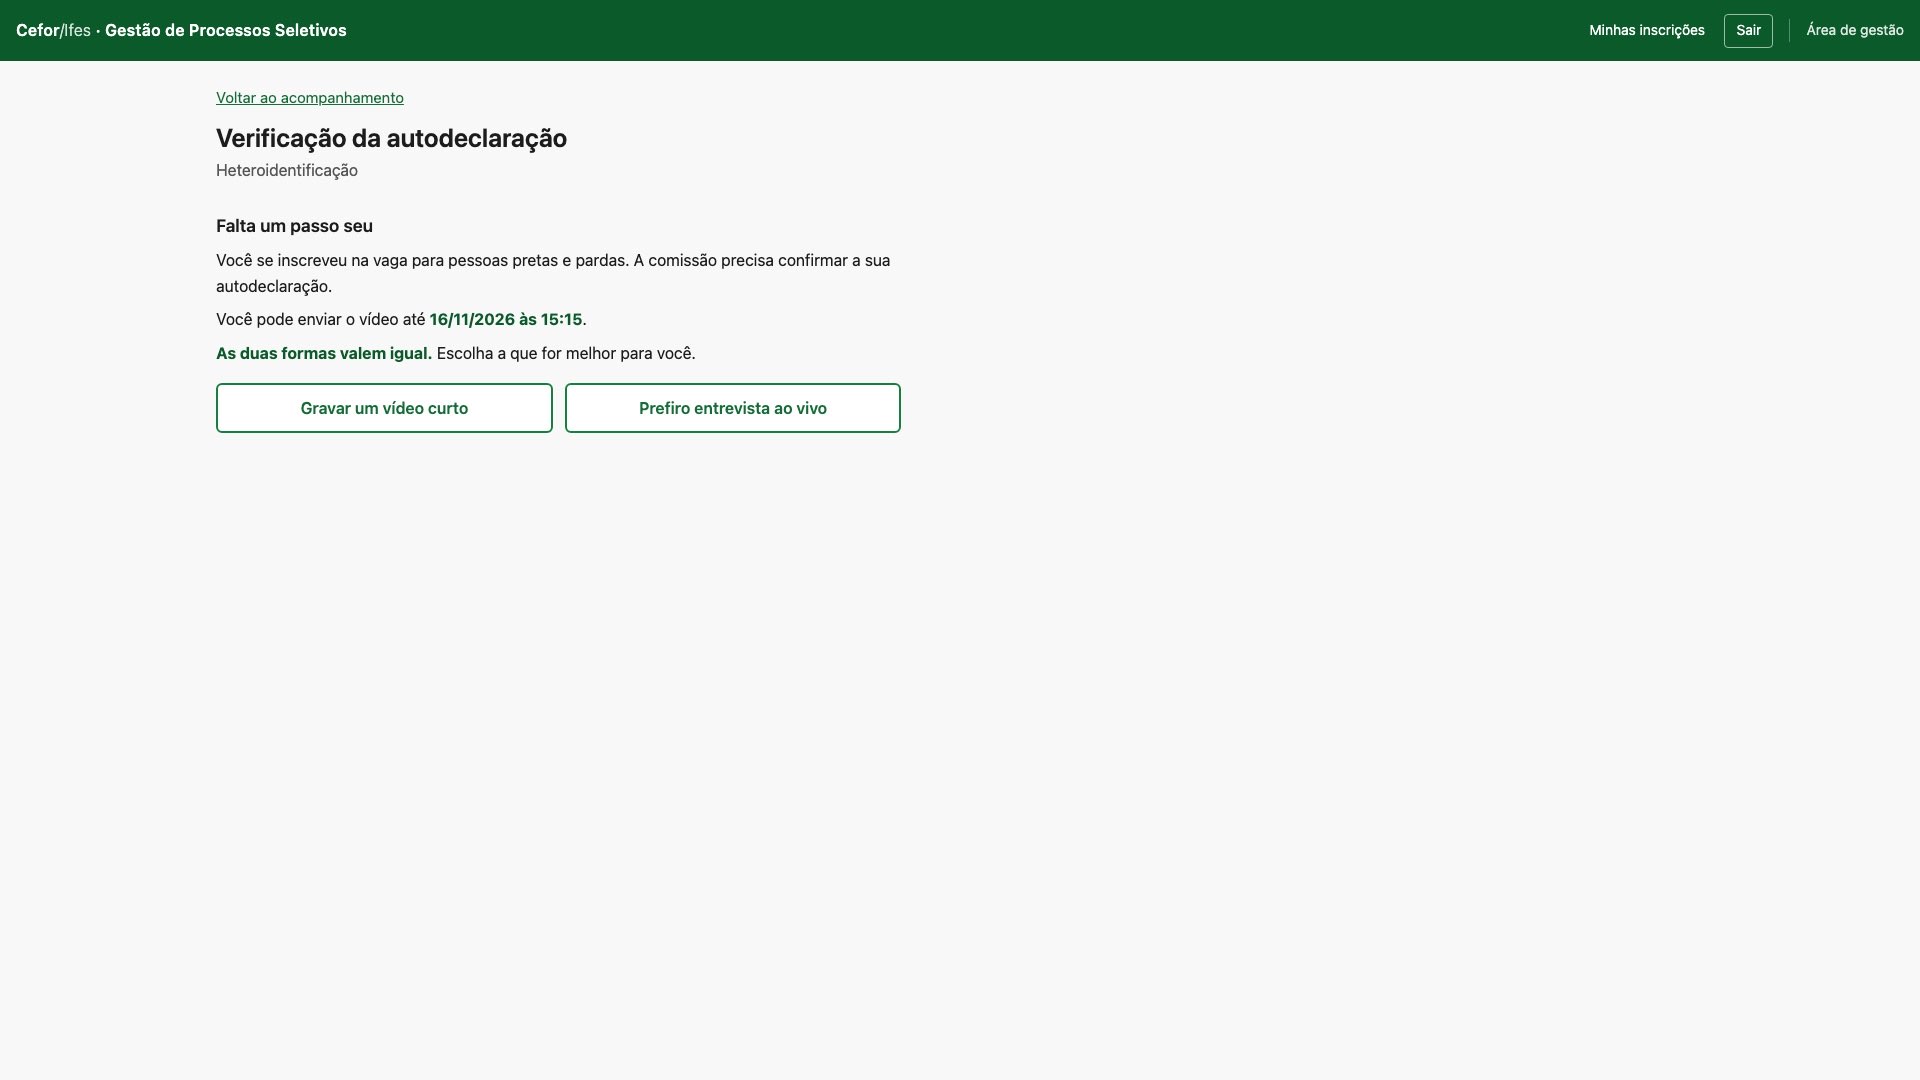 Cefor/Ifes · Gestão de Processos Seletivos
Minhas inscrições
Sair
Área de gestão
Voltar ao acompanhamento
Verificação da autodeclaração
Heteroidentificação
Falta um passo seu
Você se inscreveu na vaga para pessoas pretas e pardas. A comissão precisa confirmar a sua
autodeclaração.
Você pode enviar o vídeo até 16/11/2026 às 15:15.
As duas formas valem igual. Escolha a que for melhor para você.
Gravar um vídeo curto
Prefiro entrevista ao vivo